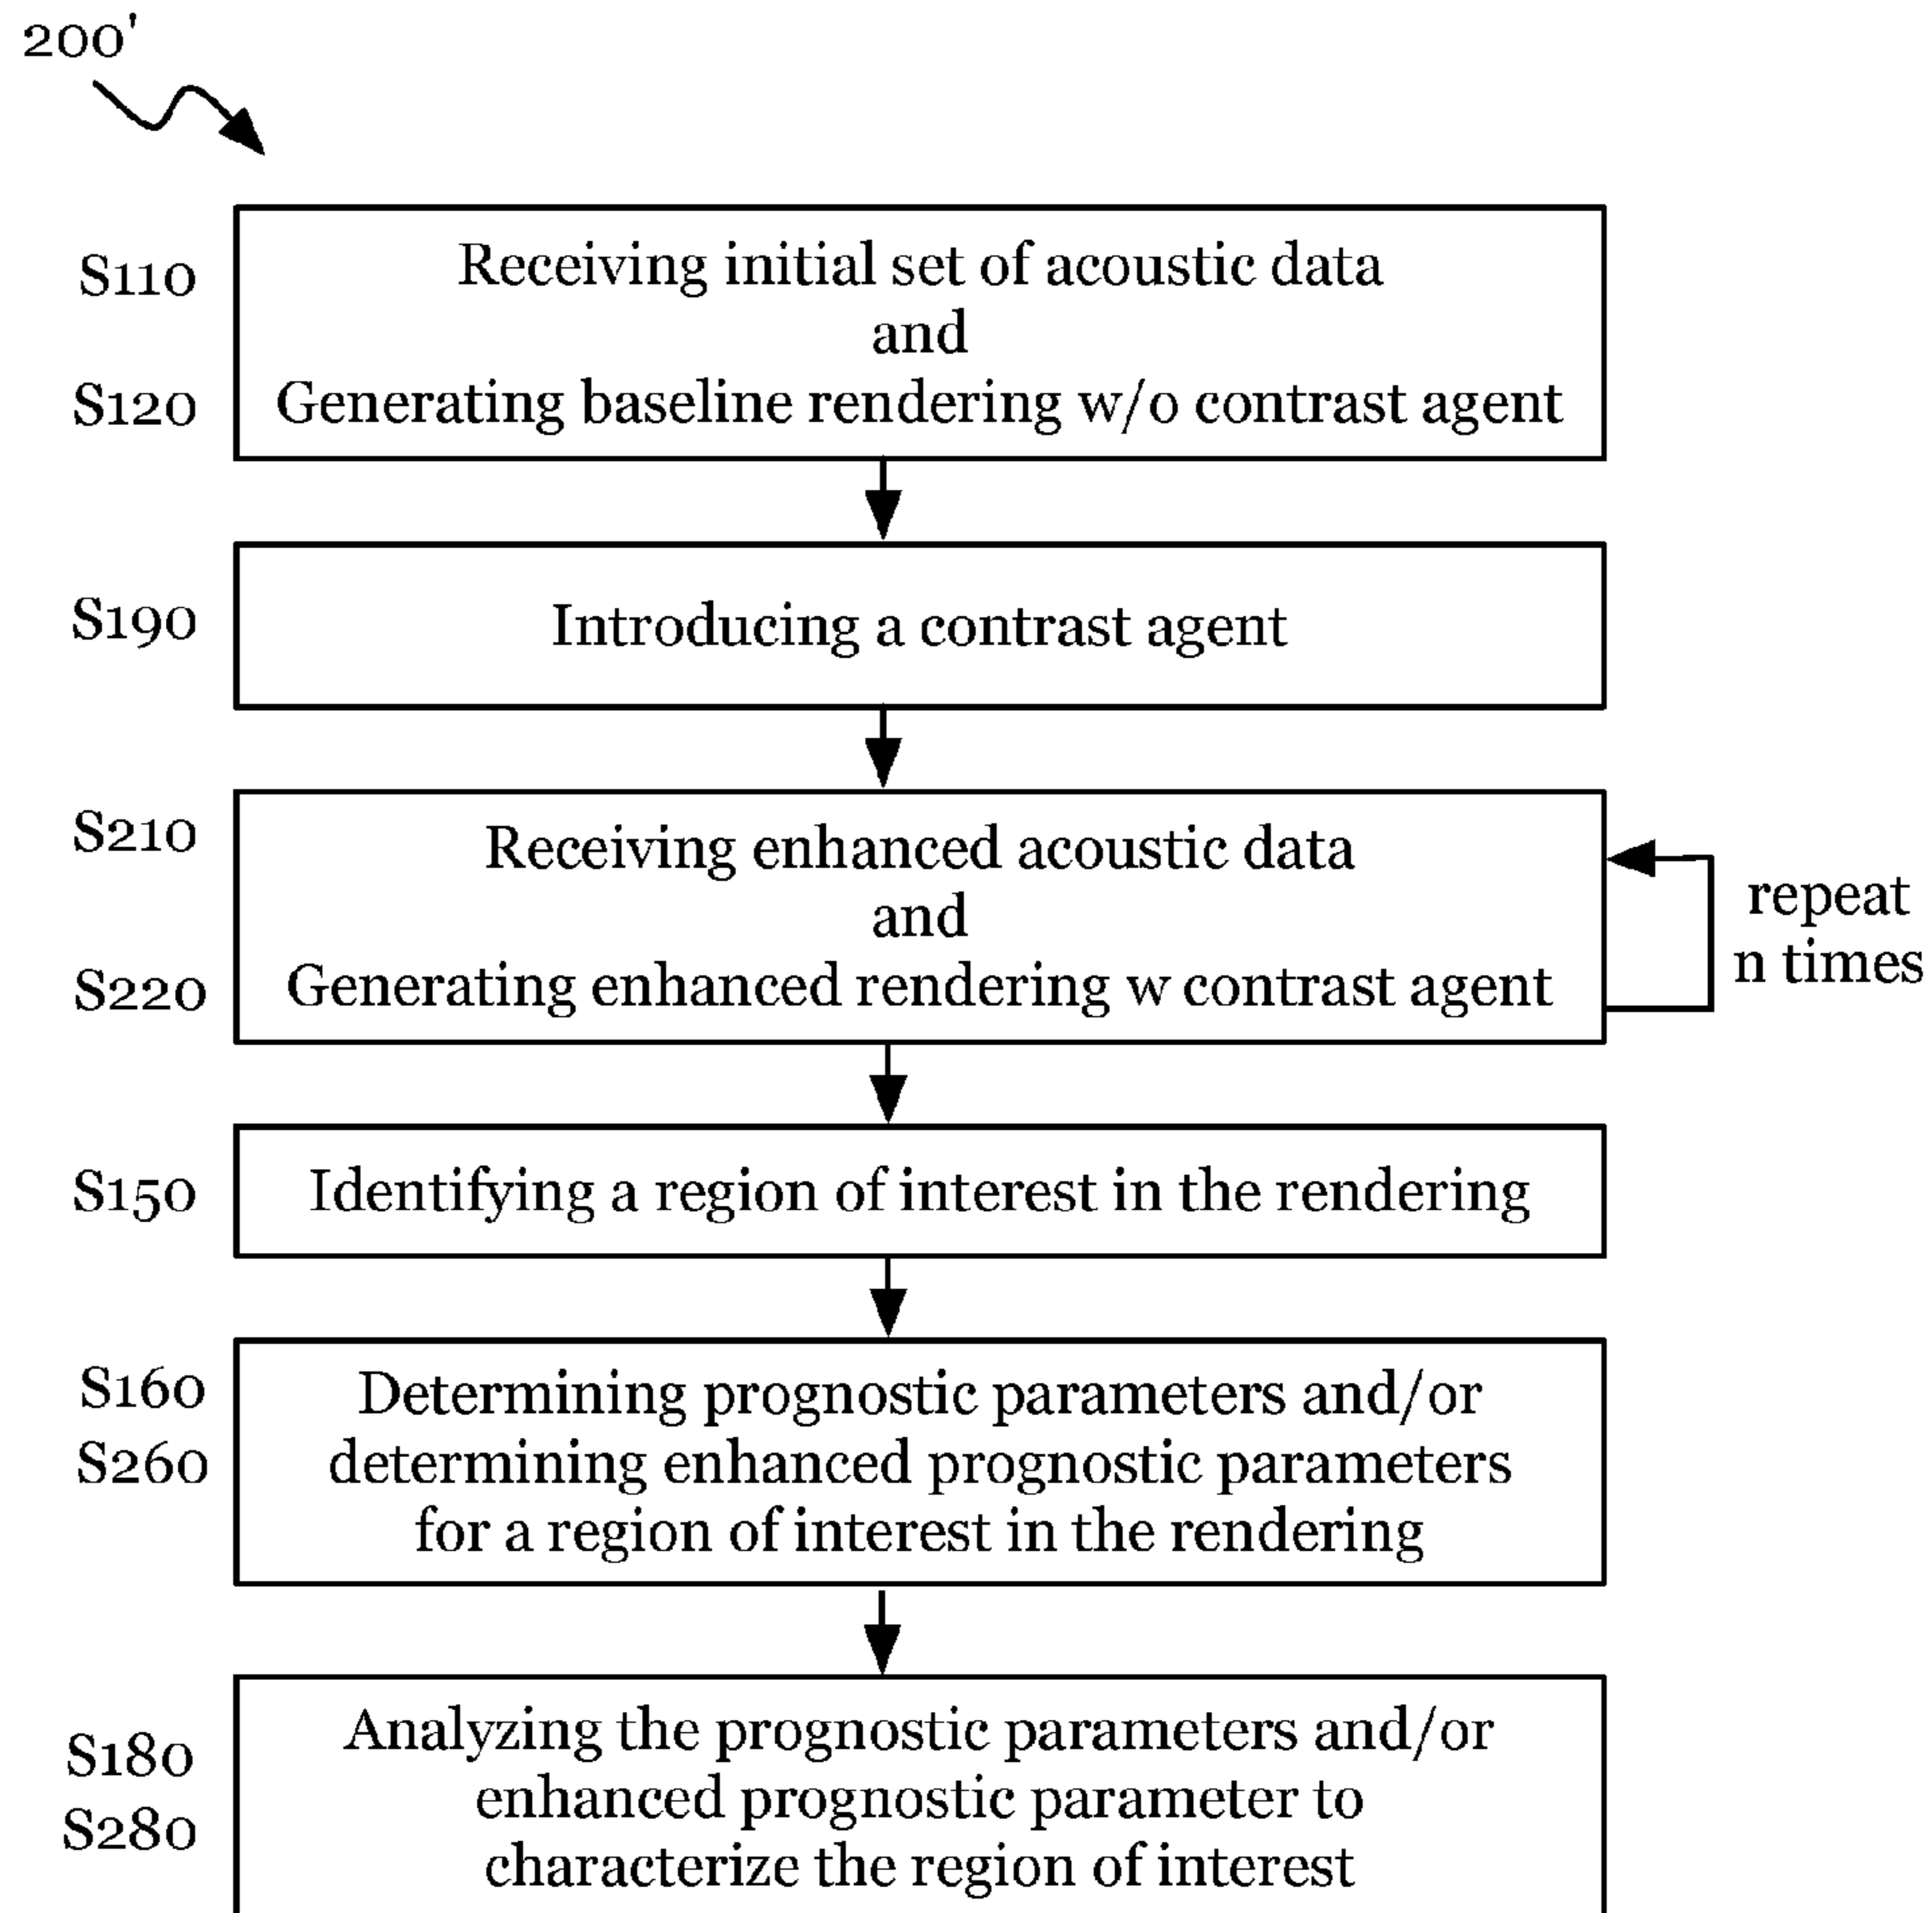 200'
S110
Receiving initial set of acoustic data
and
S120
Generating baseline rendering w/o contrast agent
S190
Introducing a contrast agent
S210
Receiving enhanced acoustic data
and
S220
Generating enhanced rendering w contrast agent
repeat
n times
S150
Identifying a region of interest in the rendering
S160
Determining prognostic parameters and/or
S260
determining enhanced prognostic parameters
for a region of interest in the rendering
S180
Analyzing the prognostic parameters and/or
enhanced prognostic parameter to
S280
characterize the region of interest